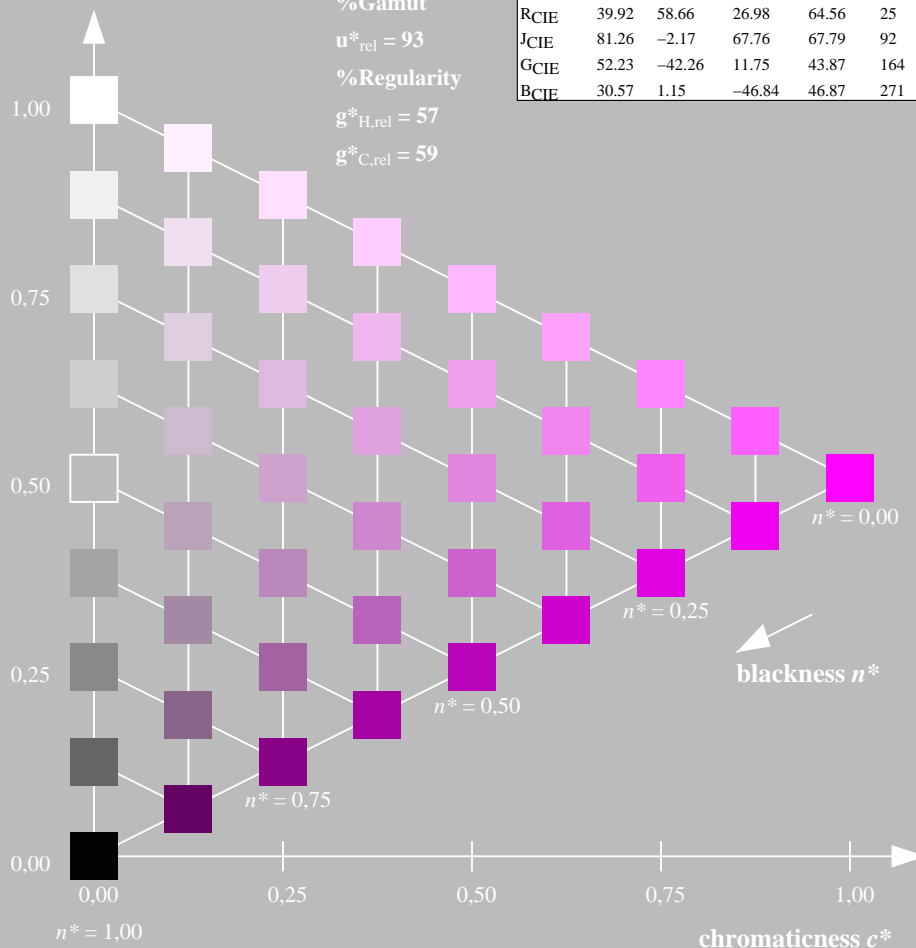 %Gamut
u*rel = 93
%Regularity
g*H,rel = 57
g*C,rel = 59
RCIE 39.92 58.66 26.98 64.56 25
JCIE 81.26 −2.17 67.76 67.79 92
GCIE 52.23 −42.26 11.75 43.87 164
BCIE 30.57 1.15 −46.84 46.87 271
1,00
0,75
0,50
n* = 0,00
n* = 0,25
blackness n*
0,25
n* = 0,50
n* = 0,75
0,00
0,00 0,25 0,50 0,75 1,00
n* = 1,00
chromaticness c*